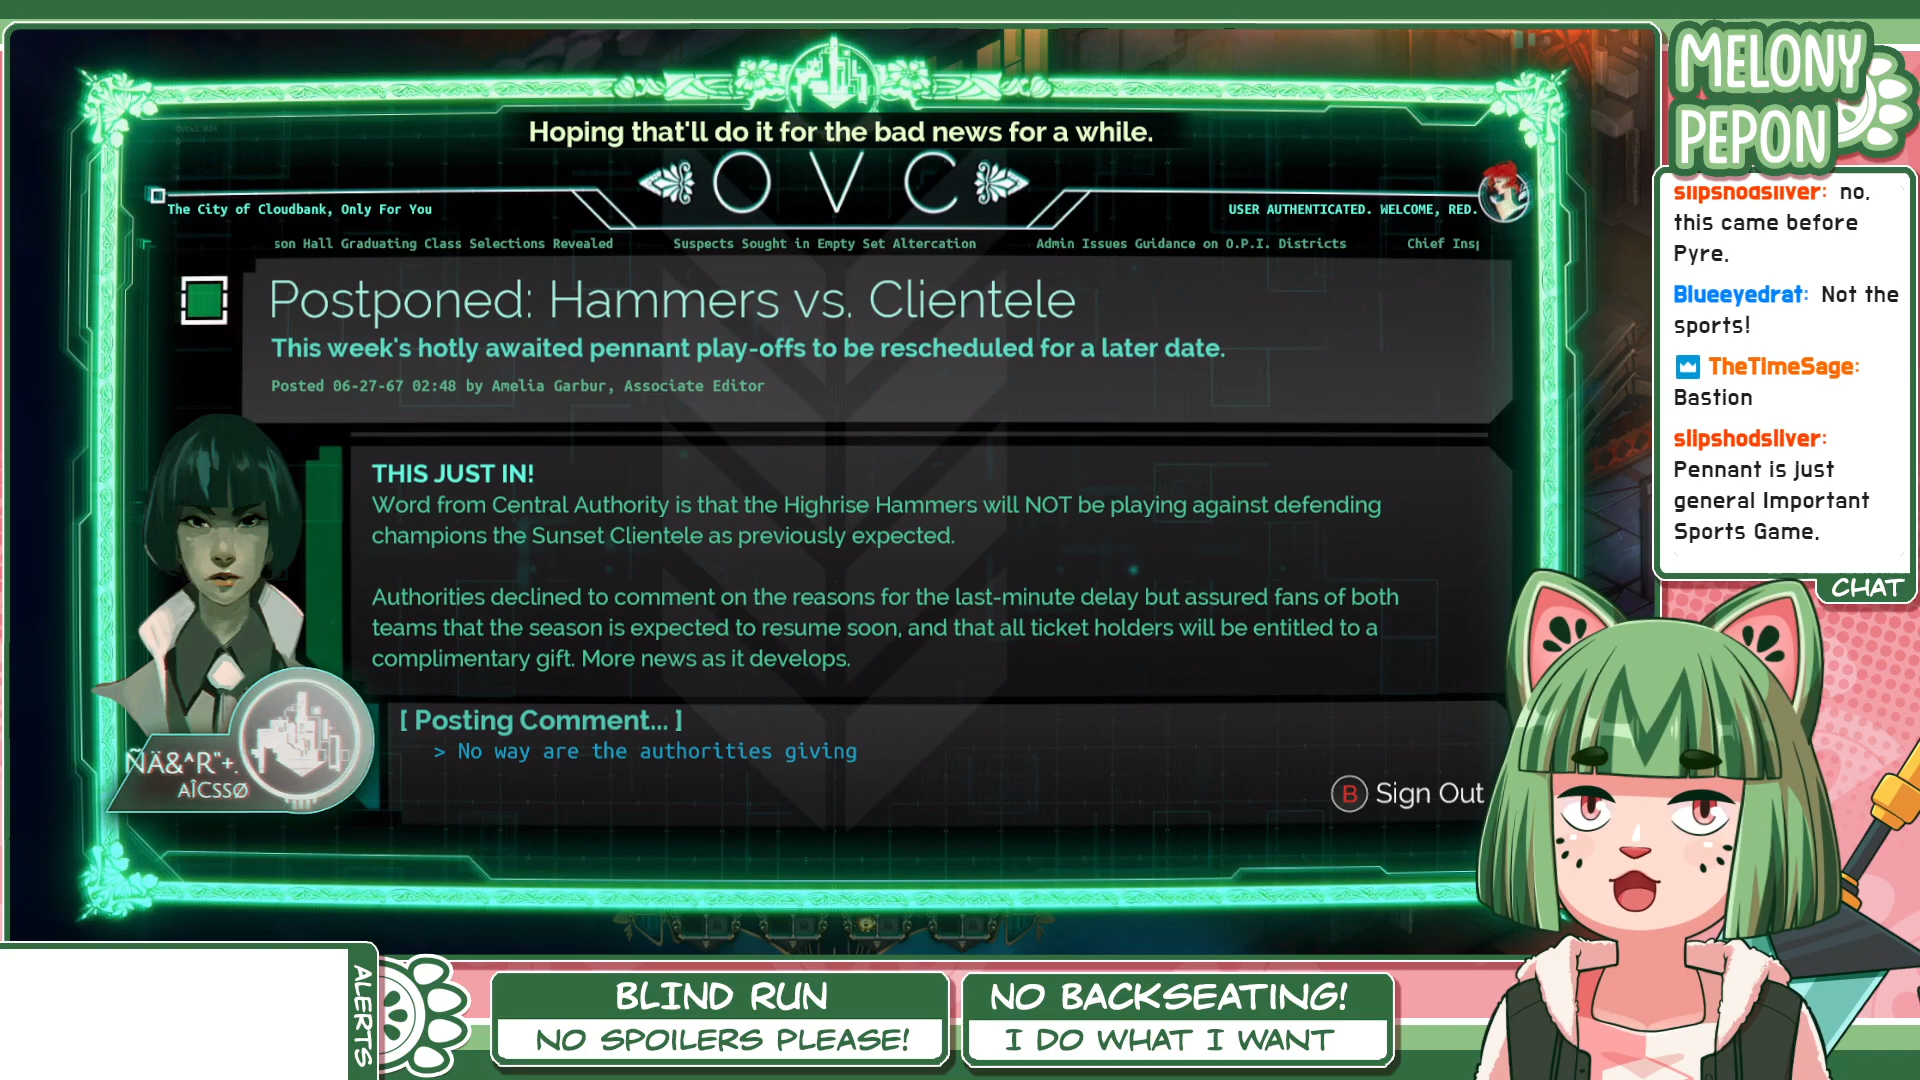 MELONY
PEPON
Hoping that'll do it for the bad news for a while.
OVC
The City of Cloudbank, Only For You
USER AUTHENTICATED. WELCOME, RED.
son Hall Graduating Class Selections Revealed
Suspects Sought in Empty Set Altercation
Admin Issues Guidance on O.P.I. Districts
Chief Insp
Postponed: Hammers vs. Clientele
This week's hotly awaited pennant play-offs to be rescheduled for a later date.
Posted 06-27-67 02:48 by Amelia Garbur, Associate Editor
THIS JUST IN!
Word from Central Authority is that the Highrise Hammers will NOT be playing against defending
champions the Sunset Clientele as previously expected.
Authorities declined to comment on the reasons for the last-minute delay but assured fans of both
teams that the season is expected to resume soon, and that all ticket holders will be entitled to a
complimentary gift. More news as it develops.
[ Posting Comment... ]
> No way are the authorities giving
B Sign Out
ÑÄ&^R"+.
AÎCSSØ
slipshodsliver: no,
this came before
Pyre.
Blueeyedrat: Not the
sports!
TheTimeSage:
Bastion
slipshodsliver:
Pennant is just
general Important
Sports Game.
CHAT
ALERTS
BLIND RUN
NO SPOILERS PLEASE!
NO BACKSEATING!
I DO WHAT I WANT